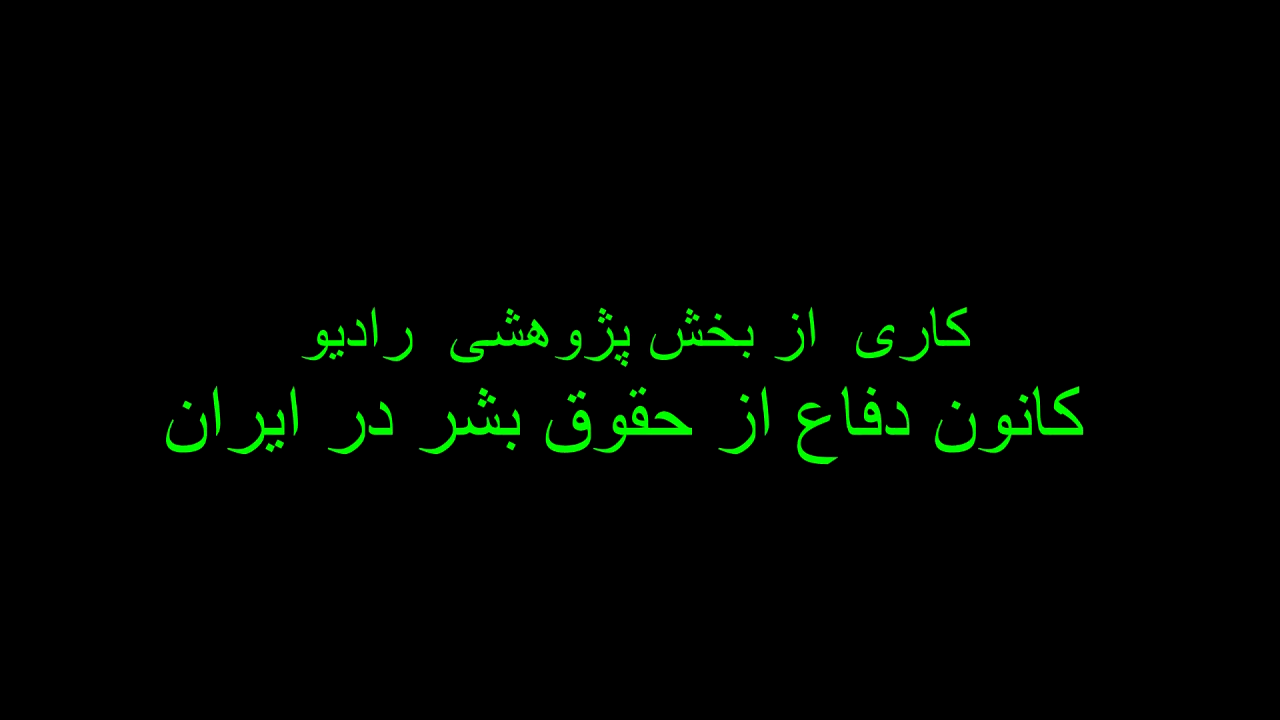 کاری از بخش پژوهشی رادیو
کانون دفاع از حقوق بشر در ایران